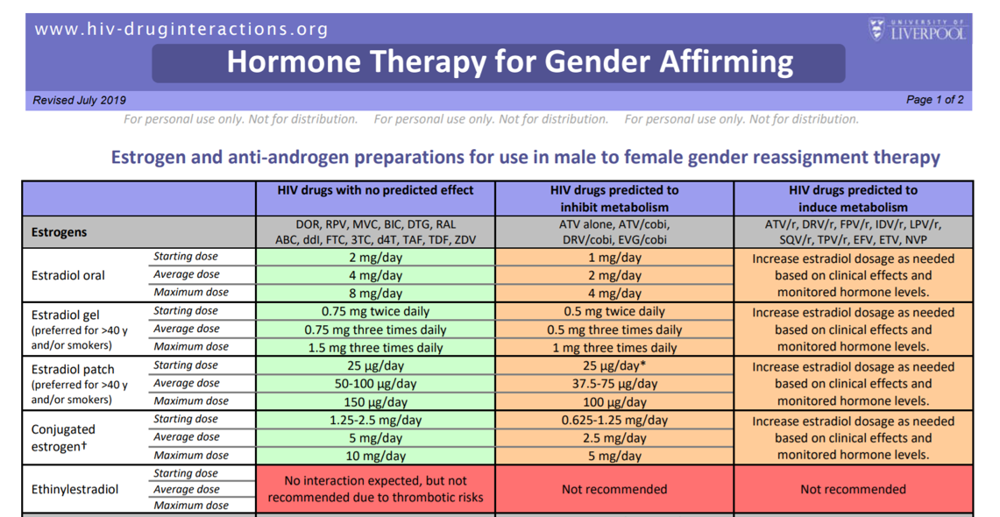 www.hiv-druginteractions.org
UNIVERSITY OF
LIVERPOOL
Hormone Therapy for Gender Affirming
Revised July 2019
Page 1 of 2
For personal use only. Not for distribution. For personal use only. Not for distribution. For personal use only. Not for distribution.
Estrogen and anti-androgen preparations for use in male to female gender reassignment therapy
HIV drugs with no predicted effect
HIV drugs predicted to
inhibit metabolism
HIV drugs predicted to
induce metabolism
Estrogens
DOR, RPV, MVC, BIC, DTG, RAL
ABC, ddI, FTC, 3TC, d4T, TAF, TDF, ZDV
ATV alone, ATV/cobi,
DRV/cobi, EVG/cobi
ATV/r, DRV/r, FPV/r, IDV/r, LPV/r,
SQV/r, TPV/r, EFV, ETV, NVP
Estradiol oral
Starting dose
2 mg/day
1 mg/day
Average dose
4 mg/day
2 mg/day
Maximum dose
8 mg/day
4 mg/day
Increase estradiol dosage as needed
based on clinical effects and
monitored hormone levels.
Estradiol gel
(preferred for >40 y
and/or smokers)
Starting dose
0.75 mg twice daily
0.5 mg twice daily
Average dose
0.75 mg three times daily
0.5 mg three times daily
Maximum dose
1.5 mg three times daily
1 mg three times daily
Increase estradiol dosage as needed
based on clinical effects and
monitored hormone levels.
Estradiol patch
(preferred for >40 y
and/or smokers)
Starting dose
25 µg/day
25 µg/day*
Average dose
50-100 µg/day
37.5-75 µg/day
Maximum dose
150 µg/day
100 µg/day
Increase estradiol dosage as needed
based on clinical effects and
monitored hormone levels.
Conjugated
estrogen†
Starting dose
1.25-2.5 mg/day
0.625-1.25 mg/day
Average dose
5 mg/day
2.5 mg/day
Maximum dose
10 mg/day
5 mg/day
Increase estradiol dosage as needed
based on clinical effects and
monitored hormone levels.
Ethinylestradiol
Starting dose
Average dose
Maximum dose
No interaction expected, but not
recommended due to thrombotic risks
Not recommended
Not recommended